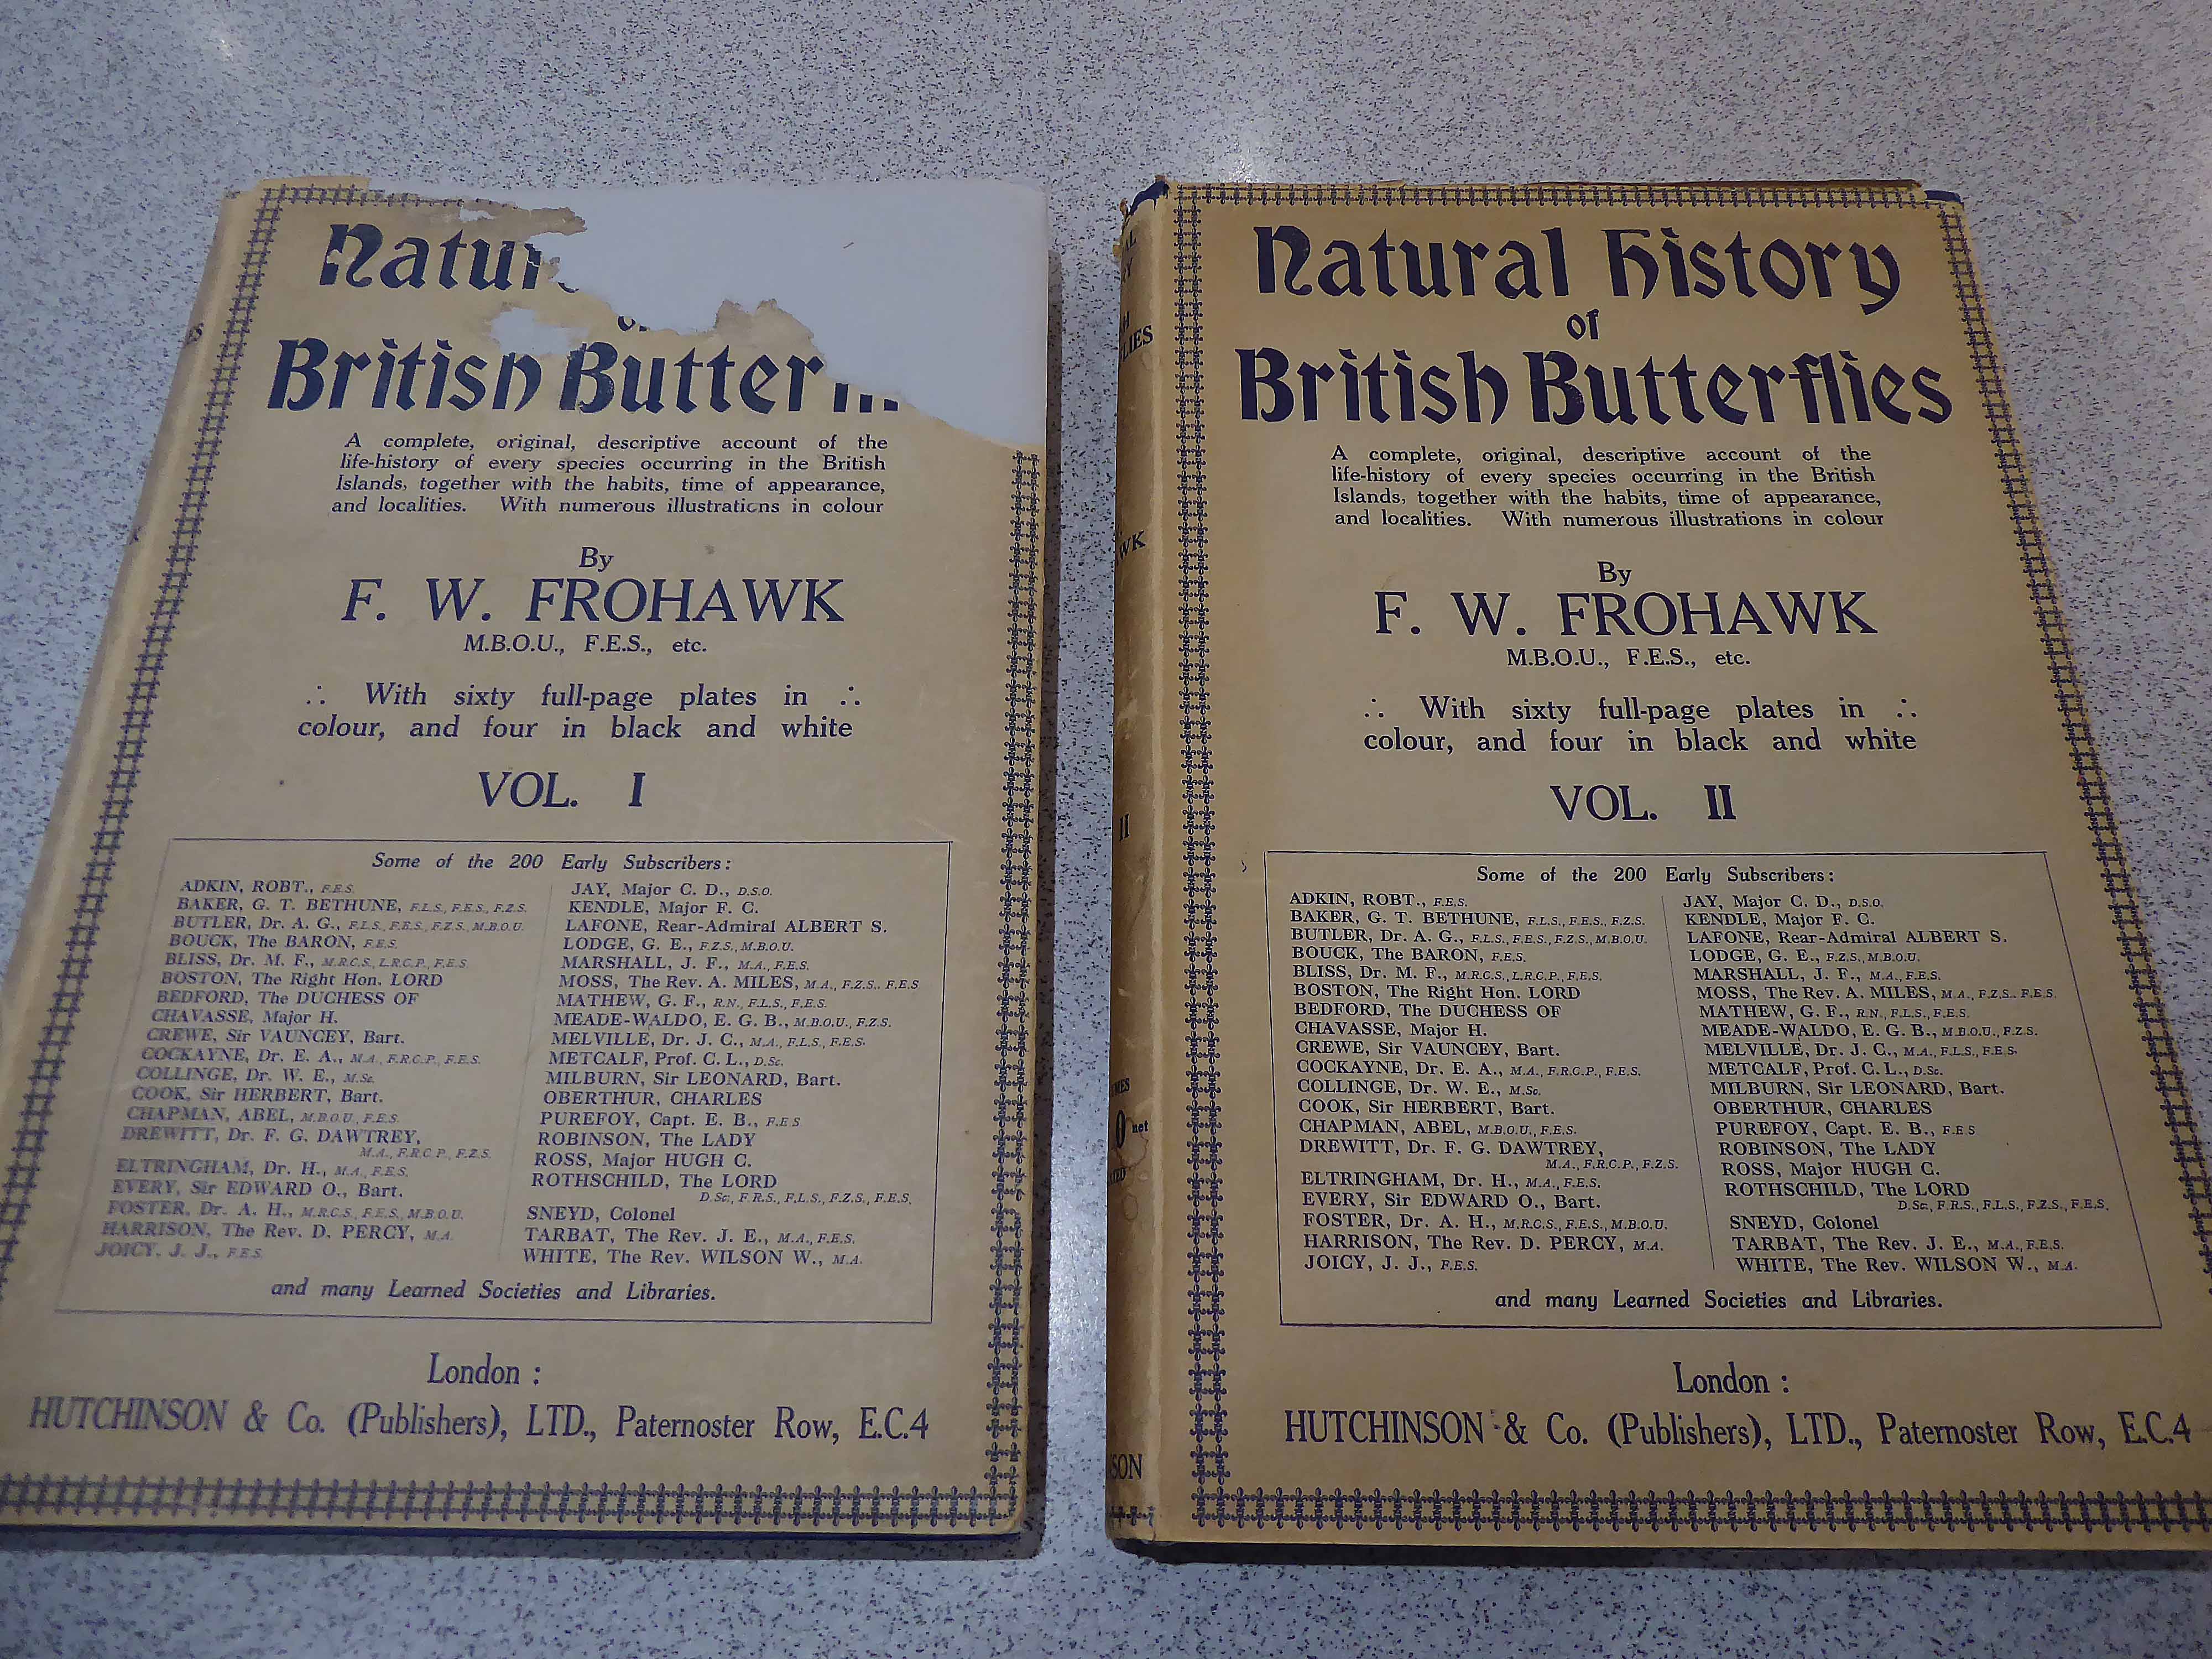 Natur
British Butter
A complete, original, descriptive account of the
life-history of every species occurring in the British
Islands, together with the habits, time of appearance,
and localities. With numerous illustrations in colour
By
F. W. FROHAWK
M.B.O.U., F.E.S., etc.
∴ With sixty full-page plates in ∴
colour, and four in black and white
VOL. I
Some of the 200 Early Subscribers:
ADKIN, ROBT., F.E.S.
BAKER, G. T. BETHUNE, F.L.S., F.E.S., F.Z.S.
BUTLER, Dr. A. G., F.L.S., F.E.S., F.Z.S., M.B.O.U.
BOUCK, The BARON, F.E.S.
BLISS, Dr. M. F., M.R.C.S., L.R.C.P., F.E.S.
BOSTON, The Right Hon. LORD
BEDFORD, The DUCHESS OF
CHAVASSE, Major H.
CREWE, Sir VAUNCEY, Bart.
COCKAYNE, Dr. E. A., M.A., F.R.C.P., F.E.S.
COLLINGE, Dr. W. E., M.Sc.
COOK, Sir HERBERT, Bart.
CHAPMAN, ABEL, M.B.O.U., F.E.S.
DREWITT, Dr. F. G. DAWTREY,
M.A., F.R.C.P., F.Z.S.
ELTRINGHAM, Dr. H., M.A., F.E.S.
EVERY, Sir EDWARD O., Bart.
FOSTER, Dr. A. H., M.R.C.S., F.E.S., M.B.O.U.
HARRISON, The Rev. D. PERCY, M.A.
JOICY, J. J., F.E.S.
JAY, Major C. D., D.S.O.
KENDLE, Major F. C.
LAFONE, Rear-Admiral ALBERT S.
LODGE, G. E., F.Z.S., M.B.O.U.
MARSHALL, J. F., M.A., F.E.S.
MOSS, The Rev. A. MILES, M.A., F.Z.S., F.E.S
MATHEW, G. F., R.N., F.L.S., F.E.S.
MEADE-WALDO, E. G. B., M.B.O.U., F.Z.S.
MELVILLE, Dr. J. C., M.A., F.L.S., F.E.S.
METCALF, Prof. C. L., D.Sc.
MILBURN, Sir LEONARD, Bart.
OBERTHUR, CHARLES
PUREFOY, Capt. E. B., F.E.S
ROBINSON, The LADY
ROSS, Major HUGH C.
ROTHSCHILD, The LORD
D.Sc., F.R.S., F.L.S., F.Z.S., F.E.S.
SNEYD, Colonel
TARBAT, The Rev. J. E., M.A., F.E.S.
WHITE, The Rev. WILSON W., M.A.
and many Learned Societies and Libraries.
London :
HUTCHINSON & Co. (Publishers), LTD., Paternoster Row, E.C.4
Natural History
of
British Butterflies
A complete, original, descriptive account of the
life-history of every species occurring in the British
Islands, together with the habits, time of appearance,
and localities. With numerous illustrations in colour
By
F. W. FROHAWK
M.B.O.U., F.E.S., etc.
∴ With sixty full-page plates in ∴
colour, and four in black and white
VOL. II
Some of the 200 Early Subscribers:
ADKIN, ROBT., F.E.S.
BAKER, G. T. BETHUNE, F.L.S., F.E.S., F.Z.S.
BUTLER, Dr. A. G., F.L.S., F.E.S., F.Z.S., M.B.O.U.
BOUCK, The BARON, F.E.S.
BLISS, Dr. M. F., M.R.C.S., L.R.C.P., F.E.S.
BOSTON, The Right Hon. LORD
BEDFORD, The DUCHESS OF
CHAVASSE, Major H.
CREWE, Sir VAUNCEY, Bart.
COCKAYNE, Dr. E. A., M.A., F.R.C.P., F.E.S.
COLLINGE, Dr. W. E., M.Sc.
COOK, Sir HERBERT, Bart.
CHAPMAN, ABEL, M.B.O.U., F.E.S.
DREWITT, Dr. F. G. DAWTREY,
M.A., F.R.C.P., F.Z.S.
ELTRINGHAM, Dr. H., M.A., F.E.S.
EVERY, Sir EDWARD O., Bart.
FOSTER, Dr. A. H., M.R.C.S., F.E.S., M.B.O.U.
HARRISON, The Rev. D. PERCY, M.A.
JOICY, J. J., F.E.S.
JAY, Major C. D., D.S.O.
KENDLE, Major F. C.
LAFONE, Rear-Admiral ALBERT S.
LODGE, G. E., F.Z.S., M.B.O.U.
MARSHALL, J. F., M.A., F.E.S.
MOSS, The Rev. A. MILES, M.A., F.Z.S., F.E.S.
MATHEW, G. F., R.N., F.L.S., F.E.S.
MEADE-WALDO, E. G. B., M.B.O.U., F.Z.S.
MELVILLE, Dr. J. C., M.A., F.L.S., F.E.S.
METCALF, Prof. C. L., D.Sc.
MILBURN, Sir LEONARD, Bart.
OBERTHUR, CHARLES
PUREFOY, Capt. E. B., F.E.S
ROBINSON, The LADY
ROSS, Major HUGH C.
ROTHSCHILD, The LORD
D.Sc., F.R.S., F.L.S., F.Z.S., F.E.S.
SNEYD, Colonel
TARBAT, The Rev. J. E., M.A., F.E.S.
WHITE, The Rev. WILSON W., M.A.
and many Learned Societies and Libraries.
London :
HUTCHINSON & Co. (Publishers), LTD., Paternoster Row, E.C.4
II
net